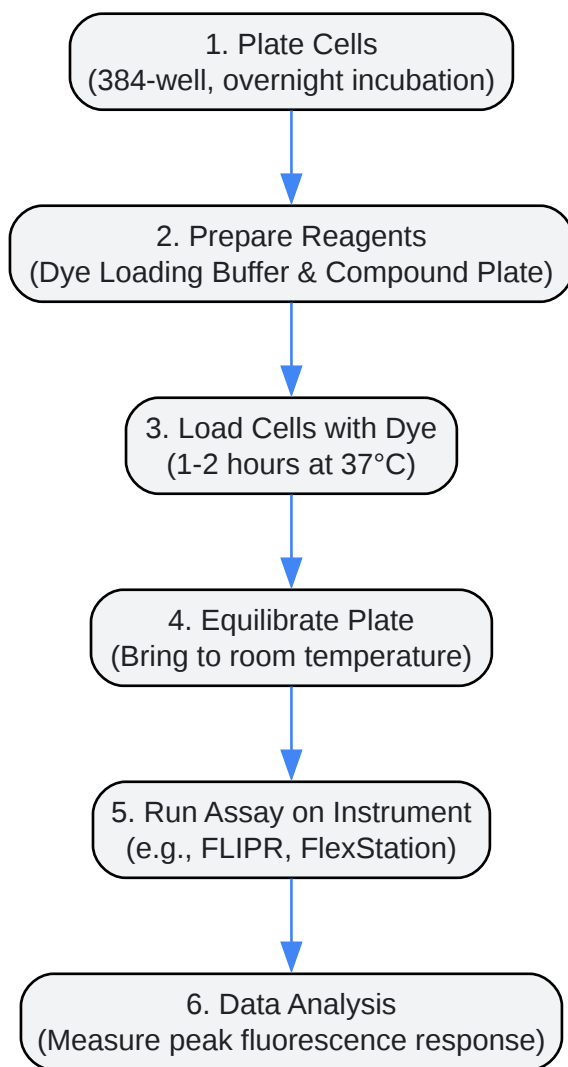 1. Plate Cells
(384-well, overnight incubation)
2. Prepare Reagents
(Dye Loading Buffer & Compound Plate)
3. Load Cells with Dye
(1-2 hours at 37°C)
4. Equilibrate Plate
(Bring to room temperature)
5. Run Assay on Instrument
(e.g., FLIPR, FlexStation)
6. Data Analysis
(Measure peak fluorescence response)